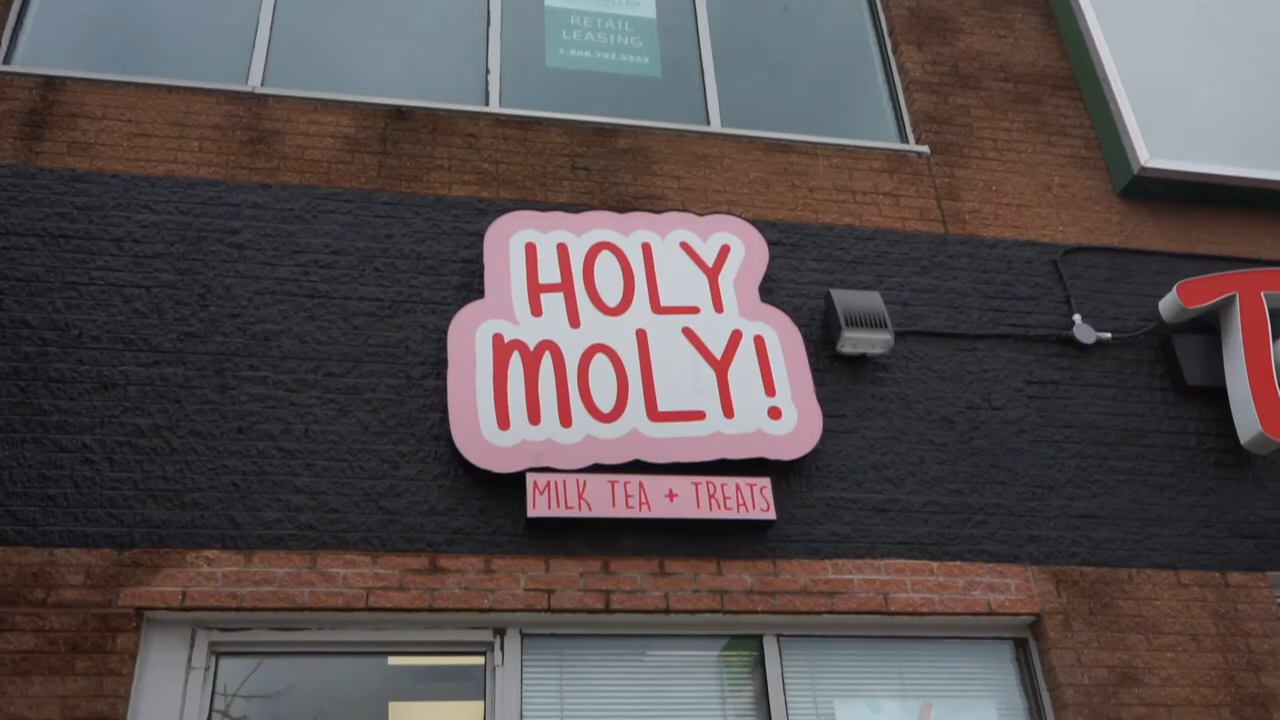 RETAIL
LEASING
HOLY
MOLY!
MILK TEA + TREATS